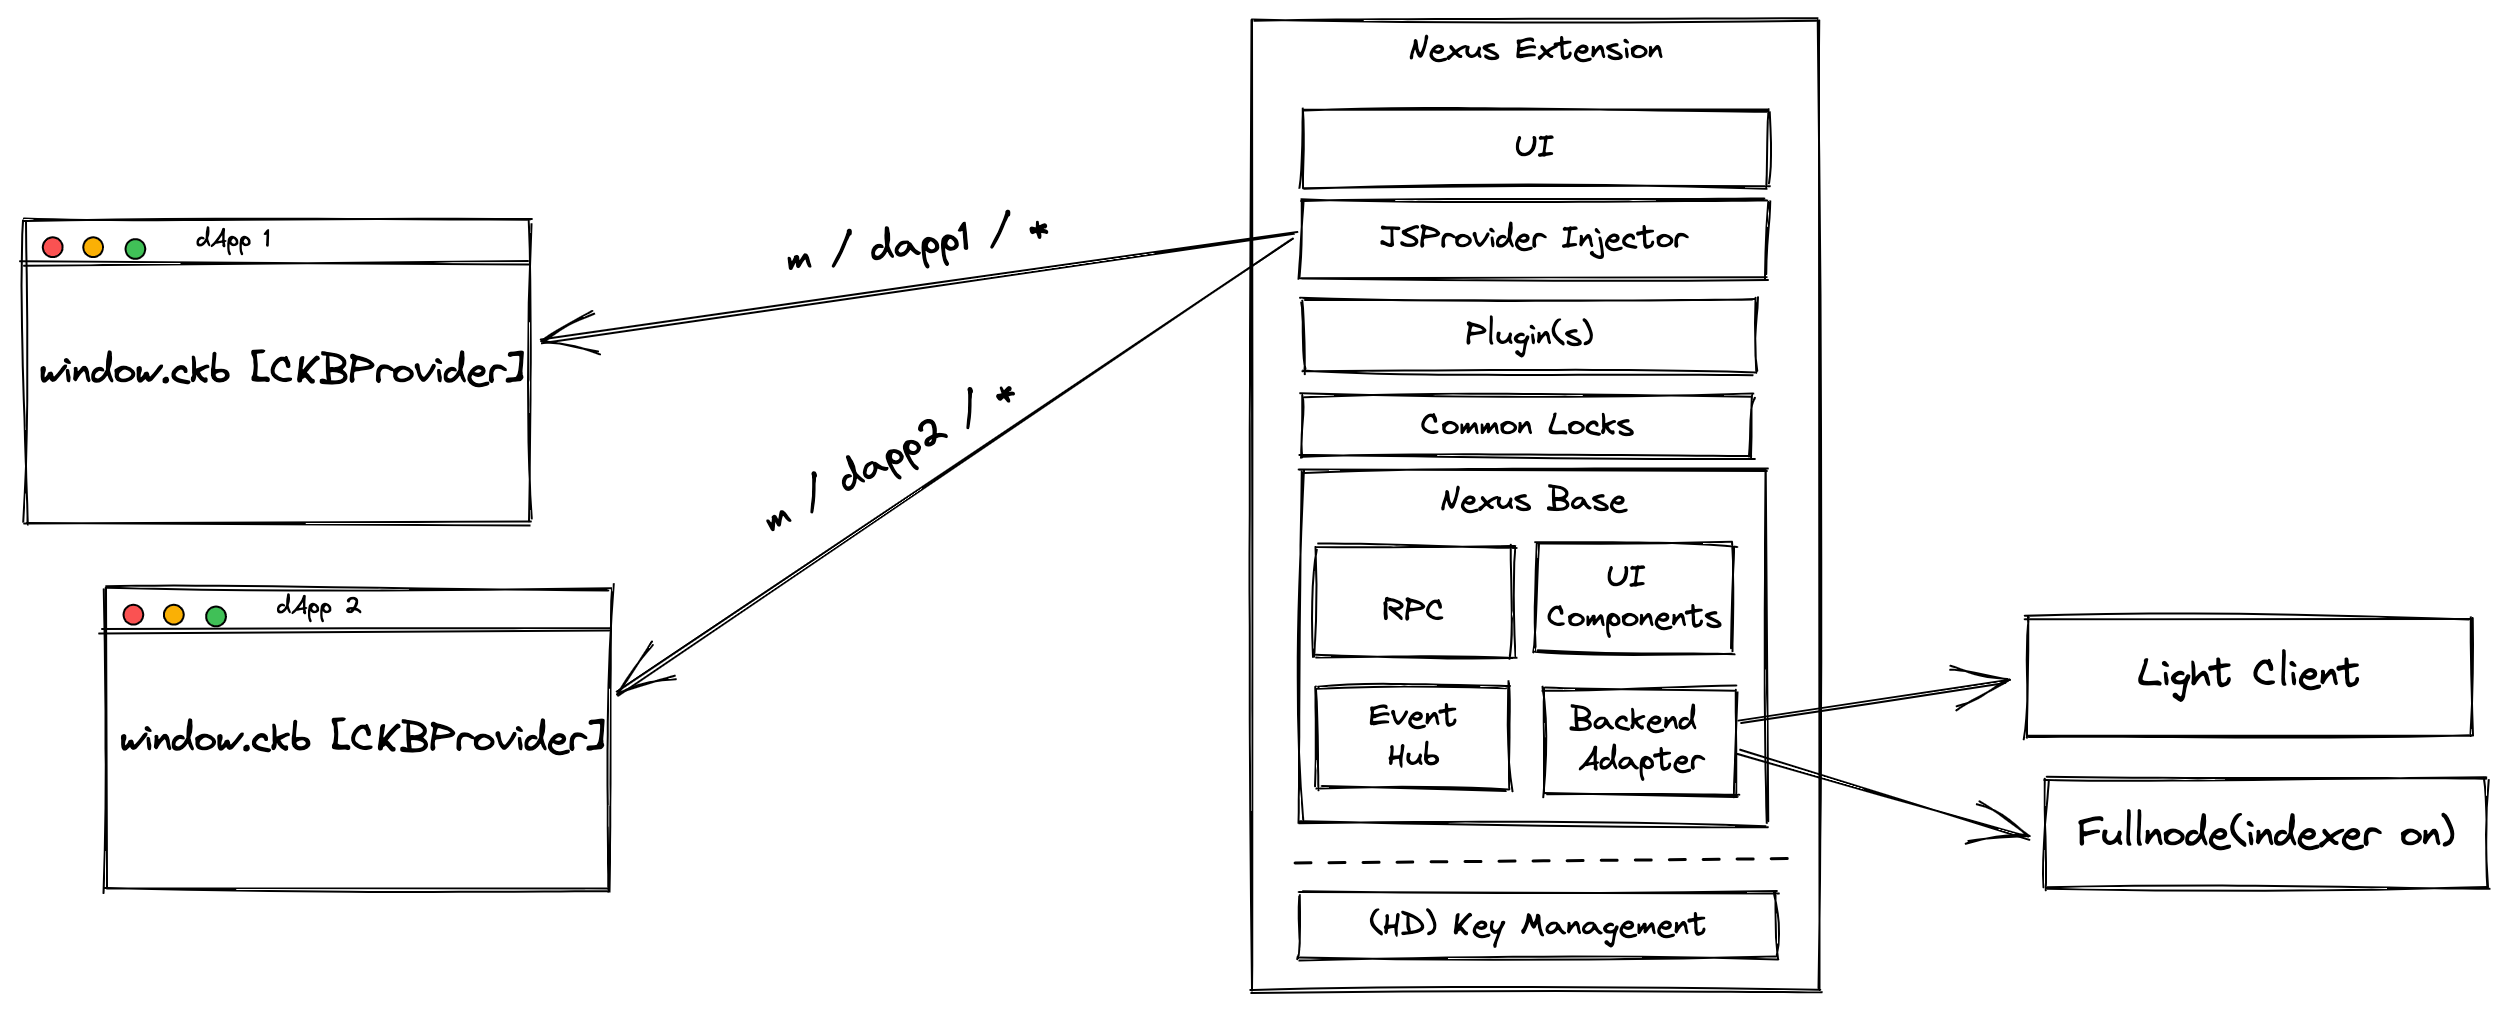 Nexus Extension
UI
JSProvider Injector
Plugin(s)
Common Locks
Nexus Base
RPc
UI
Components
Event
Hub
Backend
Adapter
(HD) Key Management
dApp 1
window.ckb [CKBProvider]
m / dapp1 / *
dApp 2
window.ckb [CKBProvider]
m / dapp2 / *
Light Client
Fullnode(indexer on)